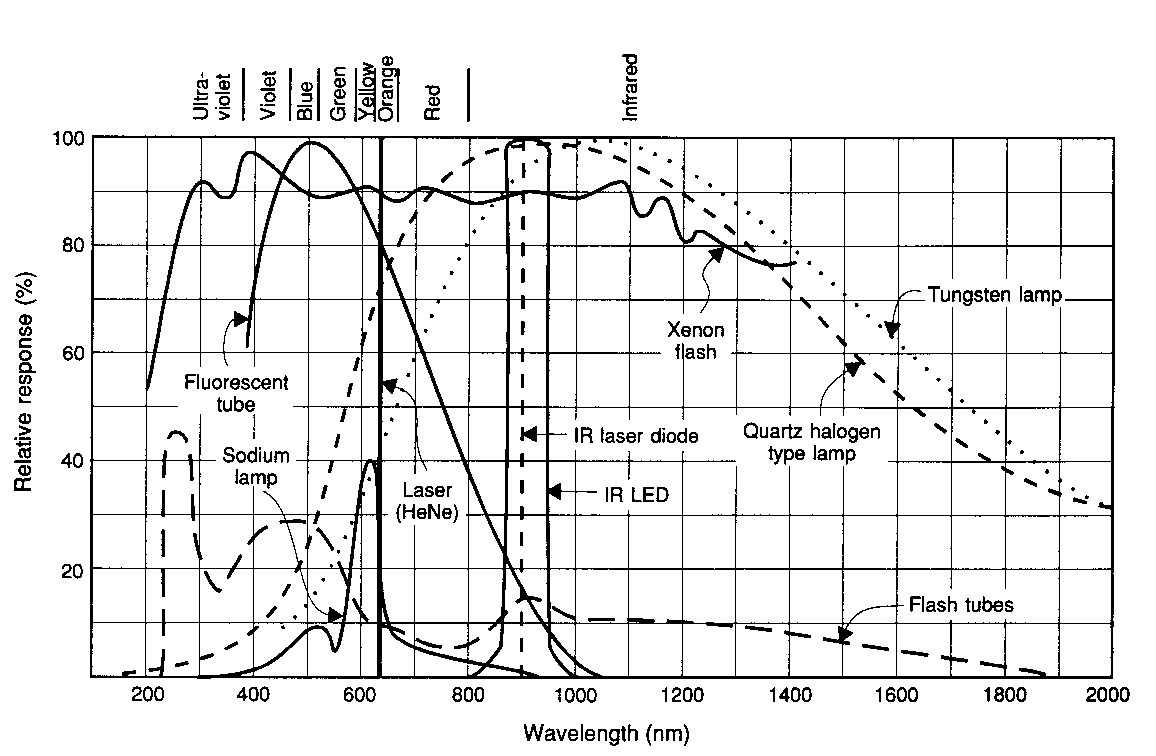 Ultra-
violet
Violet
Blue
Green
Yellow
Orange
Red
Infrared
Relative response (%)
100
80
60
40
20
Fluorescent
tube
Sodium
lamp
Laser
(HeNe)
IR laser diode
IR LED
Xenon
flash
Tungsten lamp
Quartz halogen
type lamp
Flash tubes
200
400
600
800
1000
1200
1400
1600
1800
2000
Wavelength (nm)